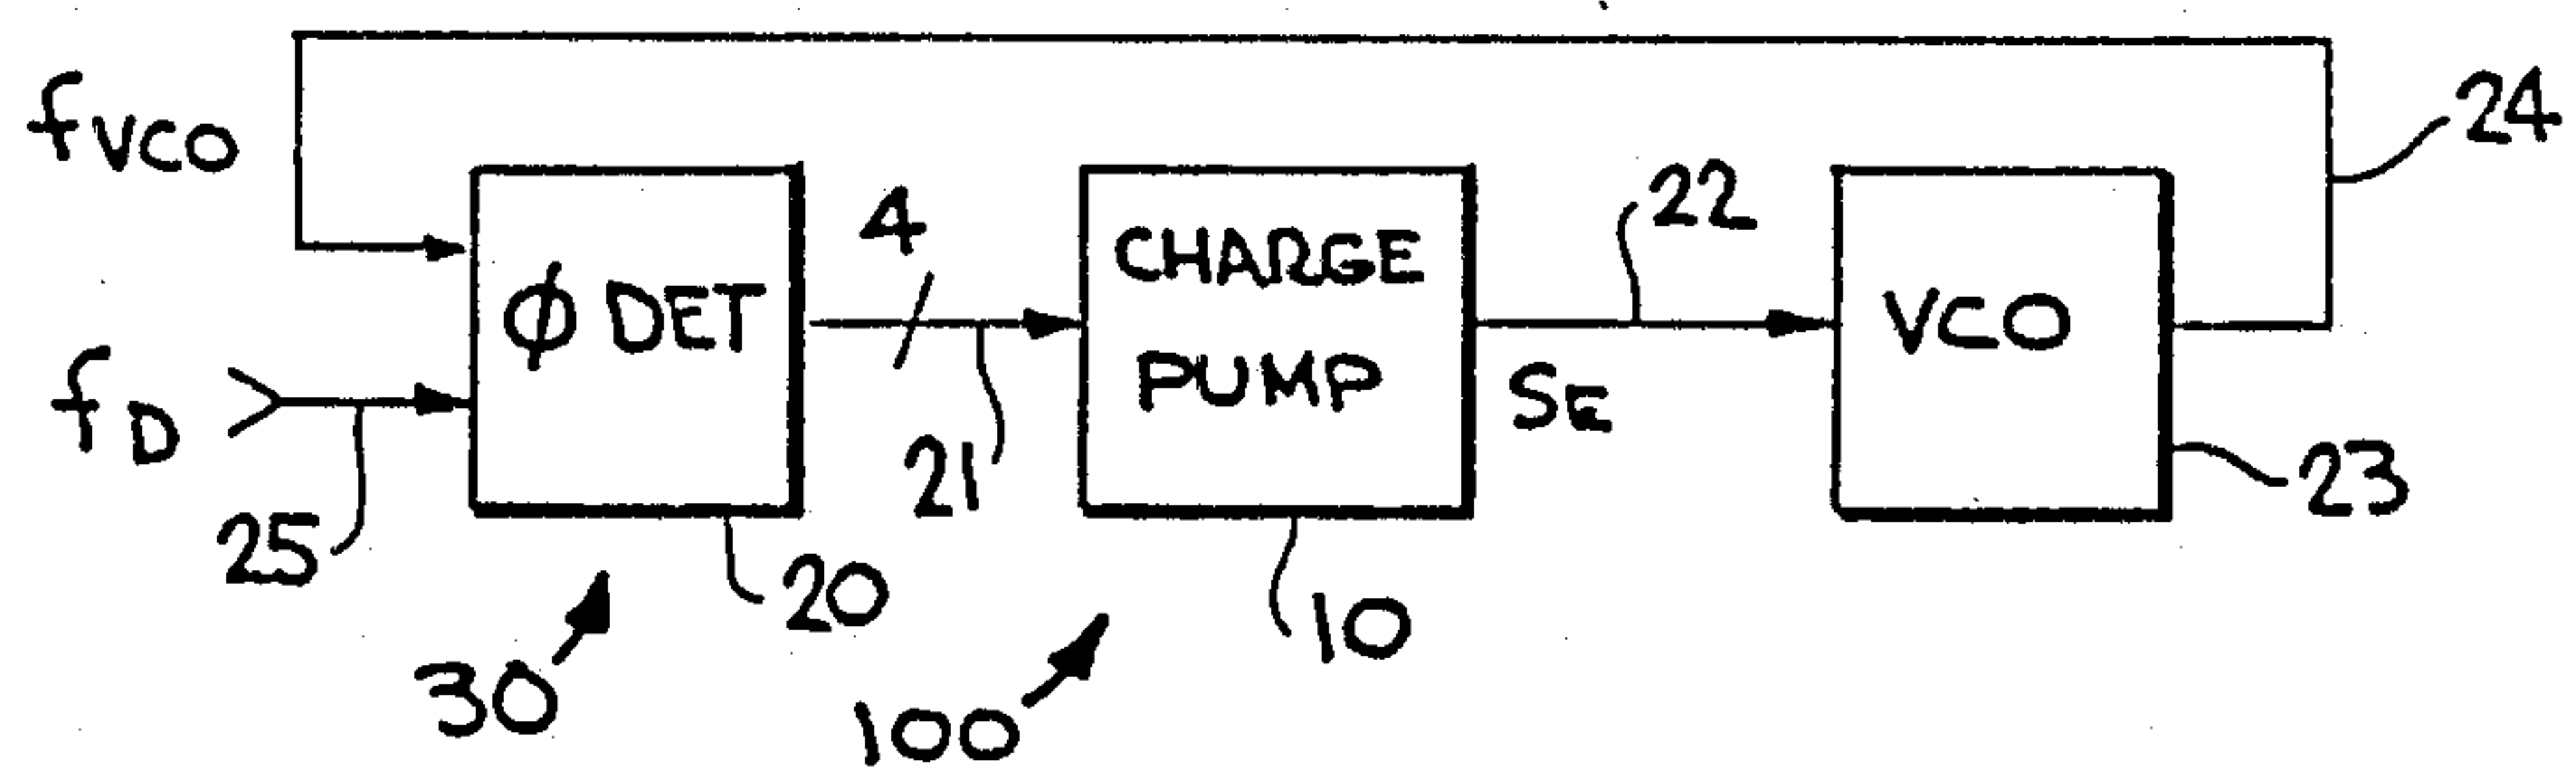 fVCO
24
4
22
CHARGE
PUMP
φ DET
VCO
fD
SE
21
23
25
20
10
30
100